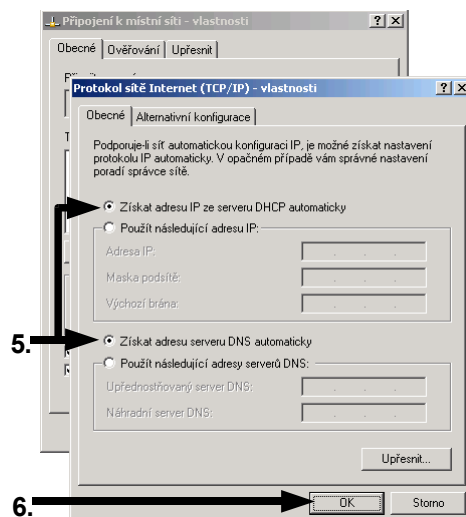 Připojení k místní síti - vlastnosti
Obecné Ověřování Upřesnit
Protokol sítě Internet (TCP/IP) - vlastnosti
Obecné Alternativní konfigurace
Podporuje-li síť automatickou konfiguraci IP, je možné získat nastavení
protokolu IP automaticky. V opačném případě vám správné nastavení
poradí správce sítě.
Získat adresu IP ze serveru DHCP automaticky
Použít následující adresu IP:
Adresa IP:
Maska podsítě:
Výchozí brána:
5.
Získat adresu serveru DNS automaticky
Použít následující adresy serverů DNS:
Upřednostňovaný server DNS:
Náhradní server DNS:
Upřesnit...
6.
OK Storno